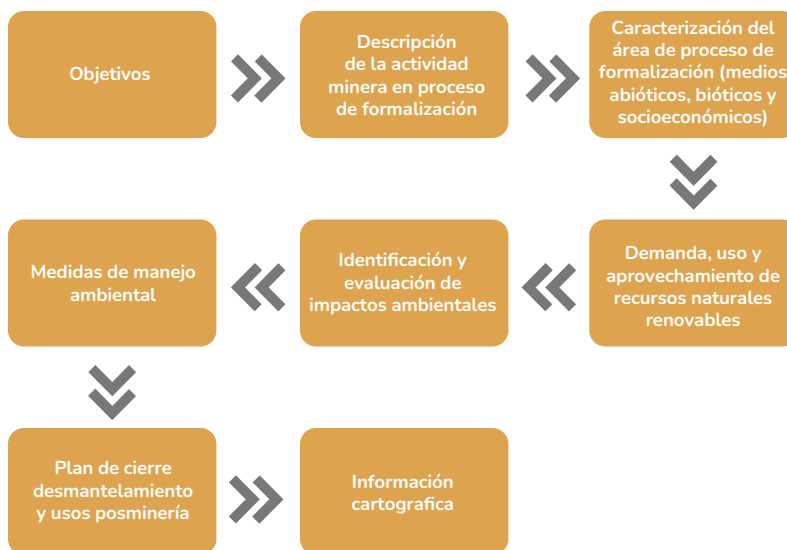 Objetivos
Descripción
de la actividad
minera en proceso
de formalización
Caracterización del
área de proceso de
formalización (medios
abióticos, bióticos y
socioeconómicos)
Demanda, uso y
aprovechamiento de
recursos naturales
renovables
Identificación y
evaluación de
impactos ambientales
Medidas de manejo
ambiental
Plan de cierre
desmantelamiento
y usos posminería
Información
cartografica